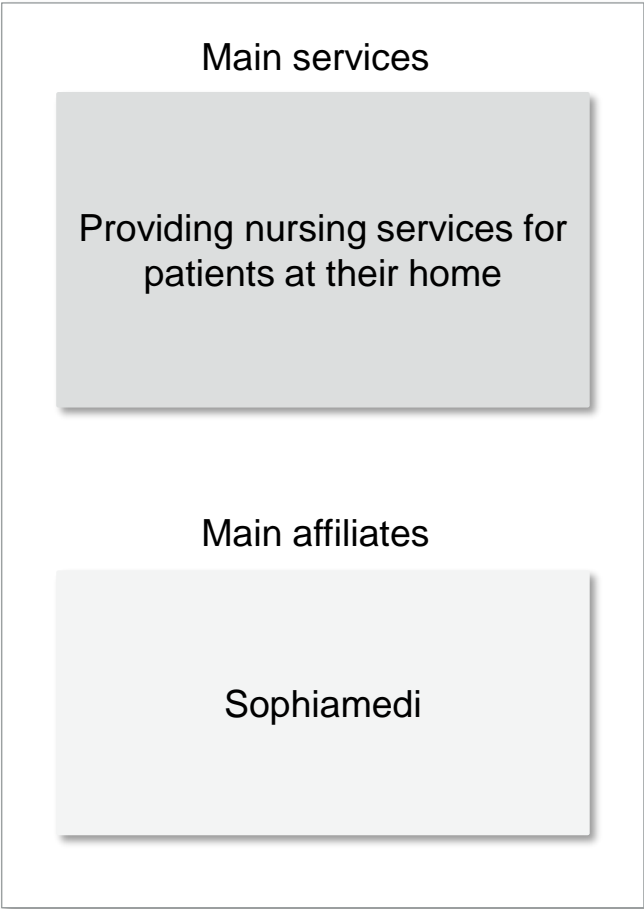 Main services
Providing nursing services for
patients at their home
Main affiliates
Sophiamedi